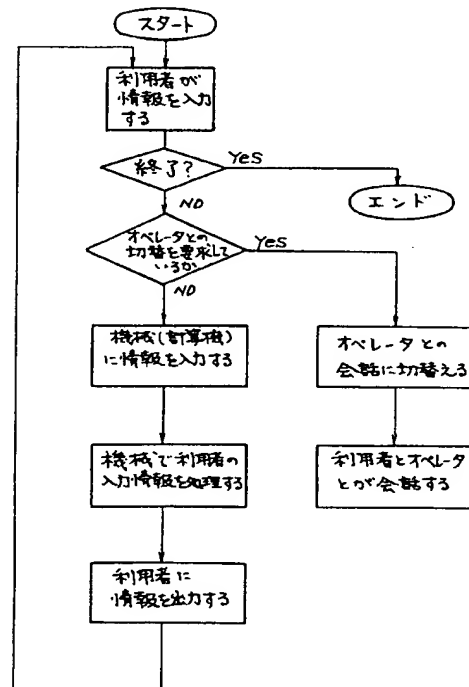 スタート
利用者が
情報を入力
する
終了?
Yes
エンド
NO
オペレータとの
切替を要求して
いるか
Yes
NO
機械(計算機)
に情報を入力する
オペレータとの
会話に切替える
機械で利用者の
入力情報を処理する
利用者とオペレータ
とが会話する
利用者に
情報を出力する